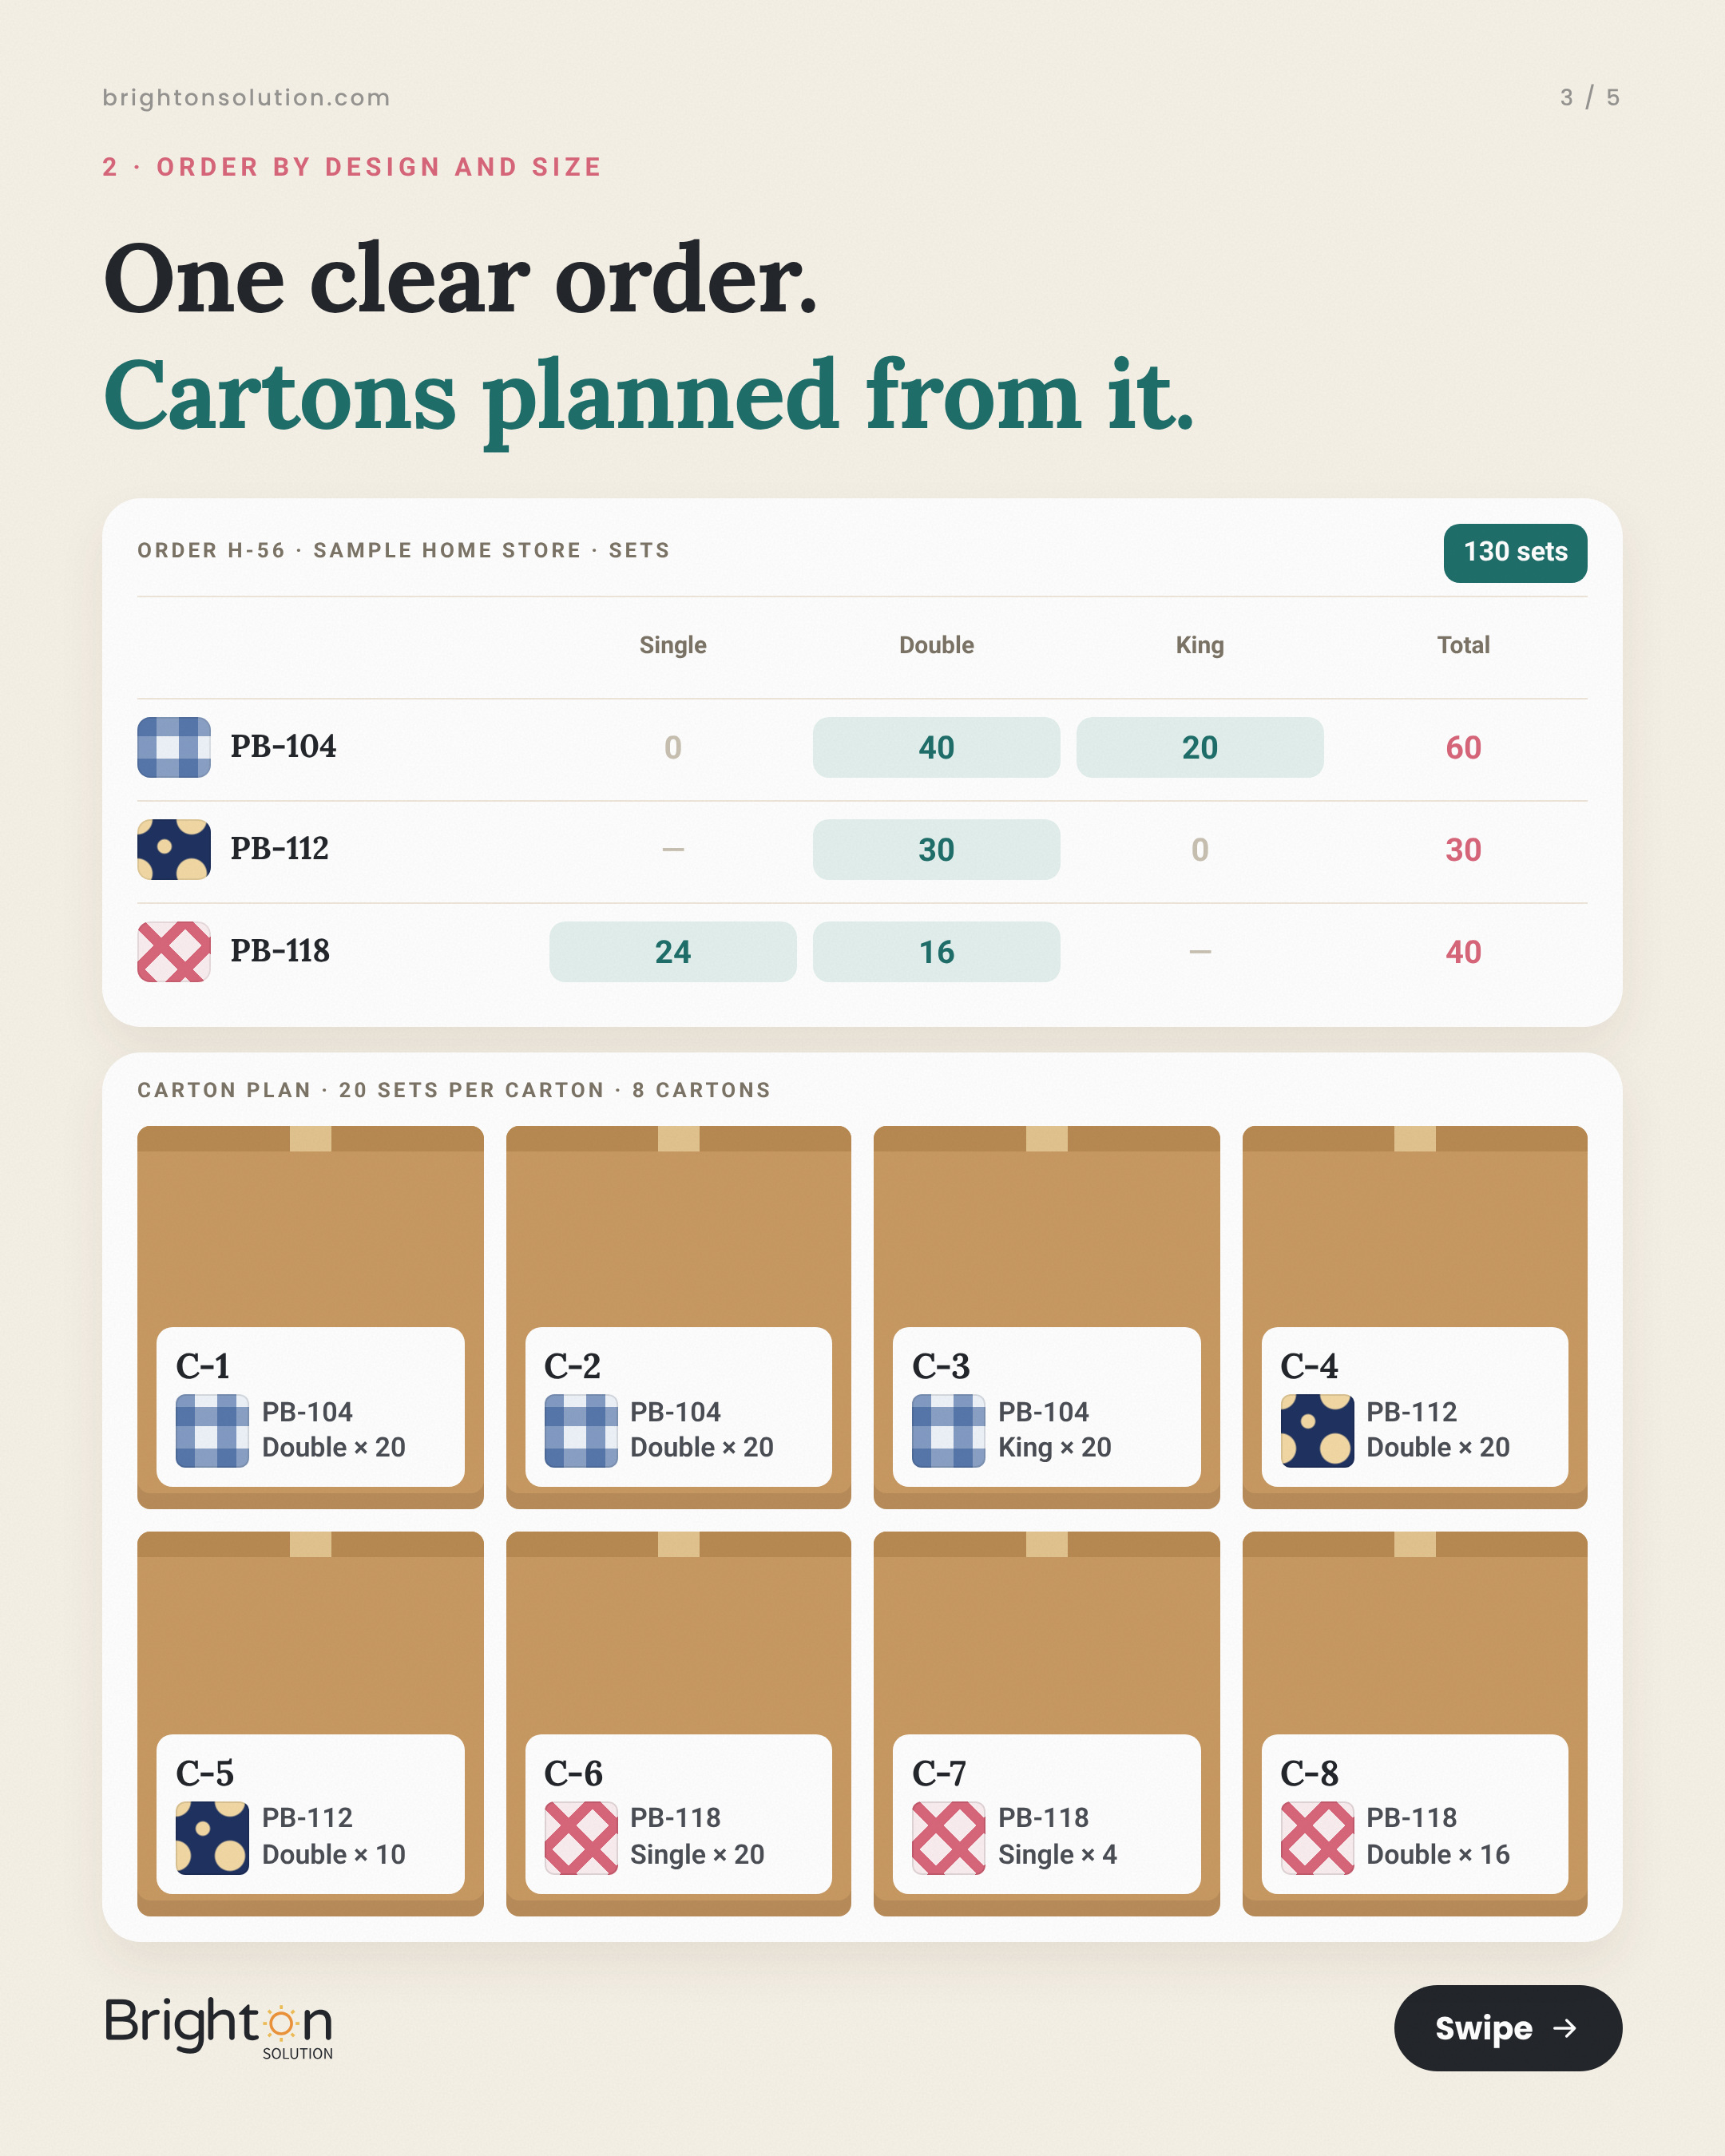 brightonsolution.com
3 / 5
2 · ORDER BY DESIGN AND SIZE
One clear order.
Cartons planned from it.
ORDER H-56 · SAMPLE HOME STORE · SETS
130 sets
Single Double King Total
PB-104 0 40 20 60
PB-112 — 30 0 30
PB-118 24 16 — 40
CARTON PLAN · 20 SETS PER CARTON · 8 CARTONS
C-1
PB-104
Double × 20
C-2
PB-104
Double × 20
C-3
PB-104
King × 20
C-4
PB-112
Double × 20
C-5
PB-112
Double × 10
C-6
PB-118
Single × 20
C-7
PB-118
Single × 4
C-8
PB-118
Double × 16
Brighton
SOLUTION
Swipe →